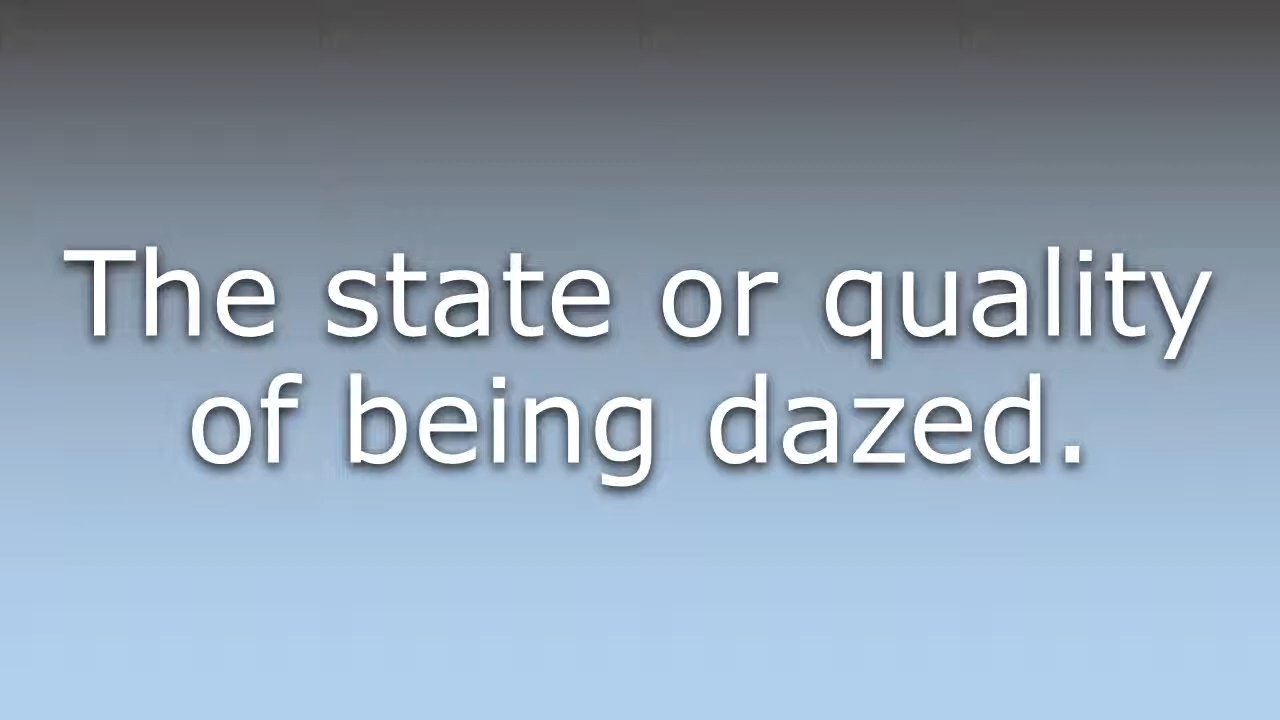 The state or quality
of being dazed.